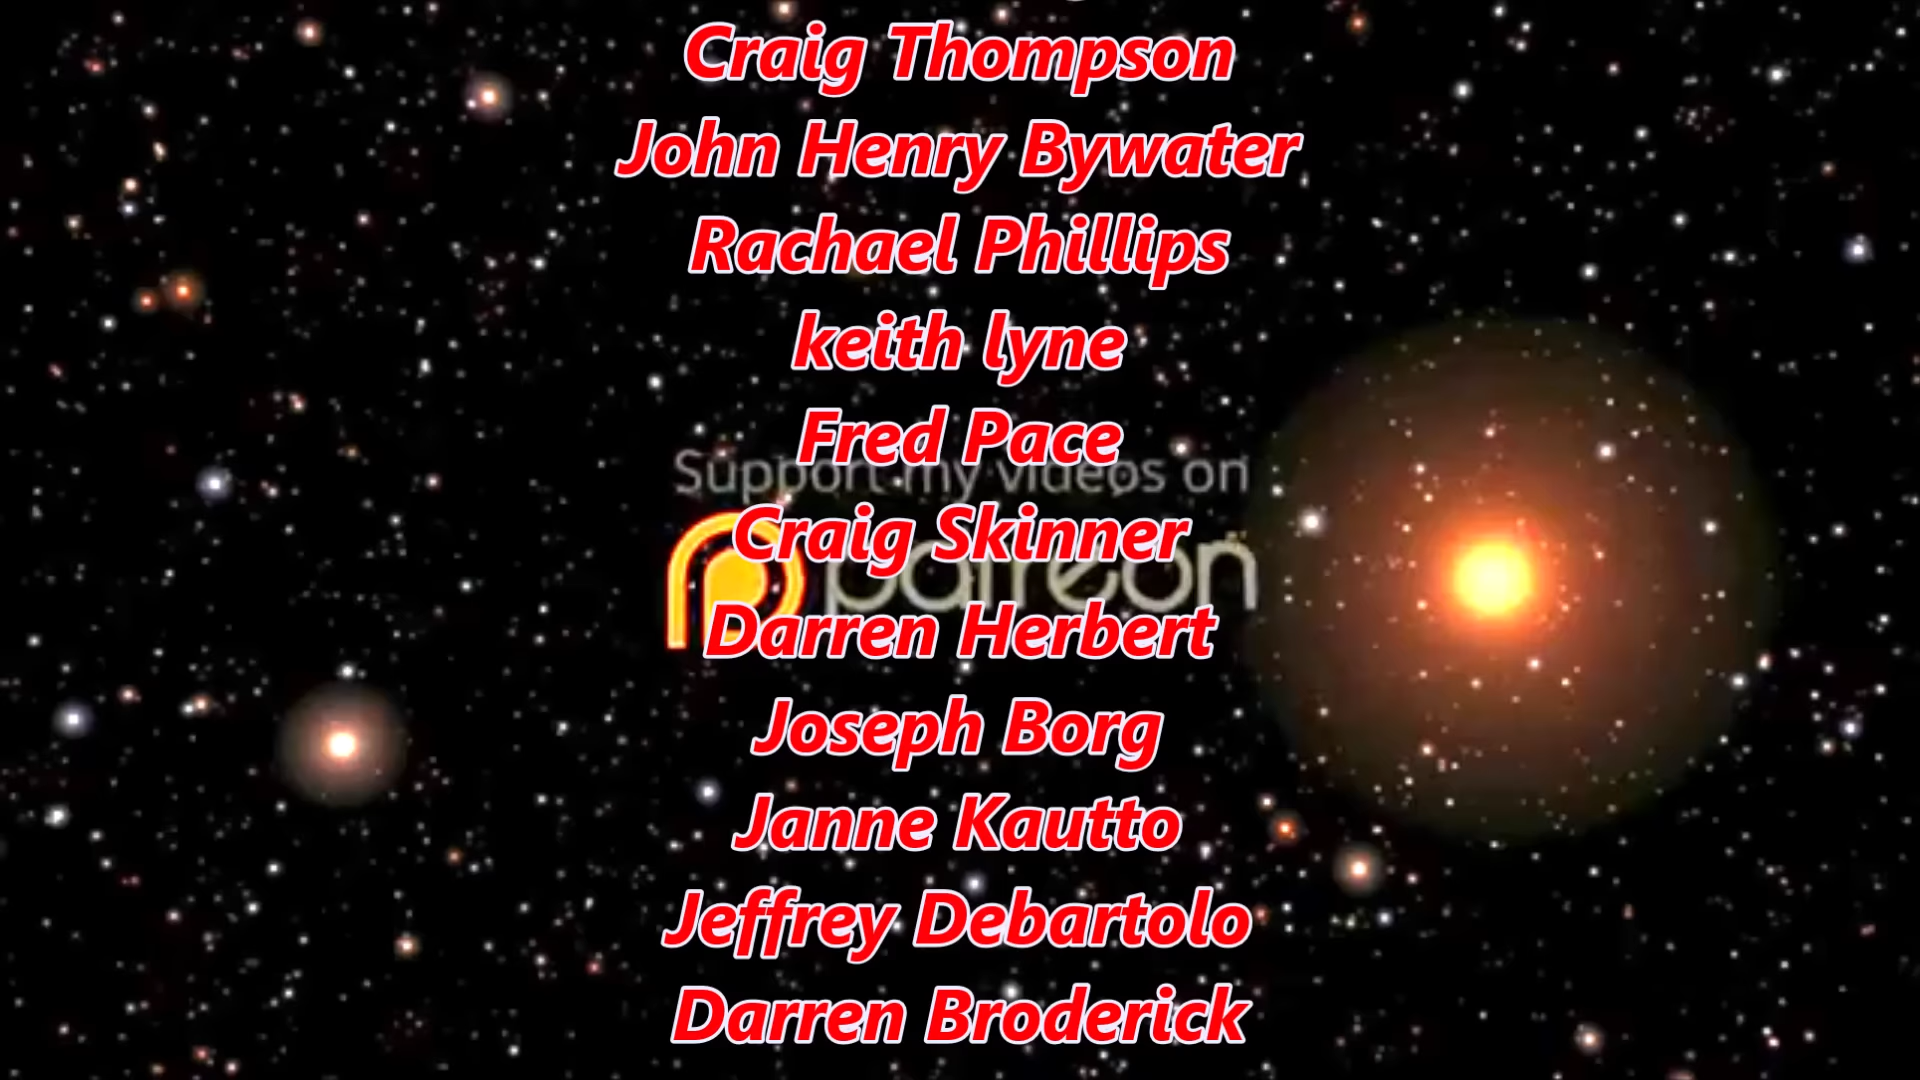 Craig Thompson
John Henry Bywater
Rachael Phillips
keith lyne
Fred Pace
Support my videos on
Craig Skinner
patreon
Darren Herbert
Joseph Borg
Janne Kautto
Jeffrey Debartolo
Darren Broderick